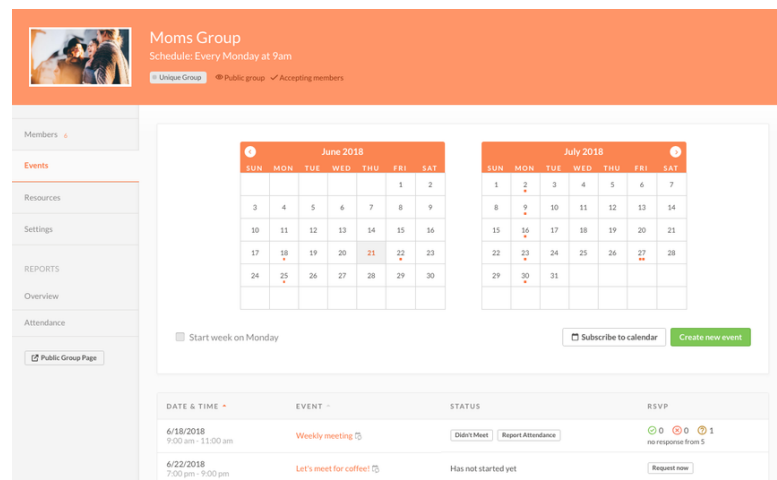 Moms Group
Schedule: Every Monday at 9am
Unique Group Public group Accepting members
Members 6
Events
Resources
Settings
REPORTS
Overview
Attendance
Public Group Page
June 2018
SUN MON TUE WED THU FRI SAT
1 2
3 4 5 6 7 8 9
10 11 12 13 14 15 16
17 18 19 20 21 22 23
24 25 26 27 28 29 30
July 2018
SUN MON TUE WED THU FRI SAT
1 2 3 4 5 6 7
8 9 10 11 12 13 14
15 16 17 18 19 20 21
22 23 24 25 26 27 28
29 30 31
Start week on Monday
Subscribe to calendar
Create new event
DATE & TIME EVENT STATUS RSVP
6/18/2018
9:00 am - 11:00 am
Weekly meeting
Didn't Meet Report Attendance
0 0 1
no response from 5
6/22/2018
7:00 pm - 9:00 pm
Let's meet for coffee!
Has not started yet
Request now